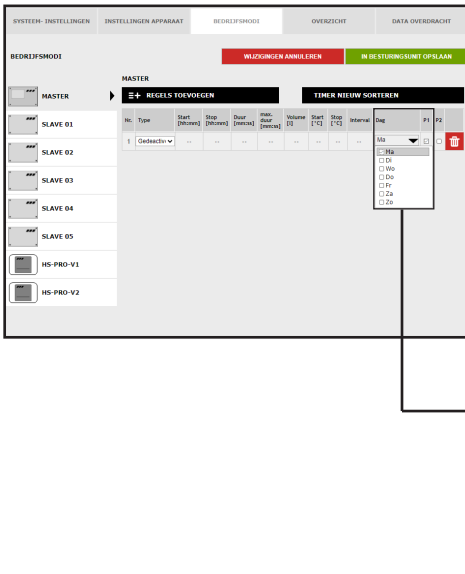 SYSTEEM- INSTELLINGEN INSTELLINGEN APPARAAT BEDRIJFSMODI OVERZICHT DATA OVERDRACHT
BEDRIJFSMODI WIJZIGINGEN ANNULEREN IN BESTURINGSUNIT OPSLAAN
MASTER
MASTER REGELS TOEVOEGEN TIMER NIEUW SORTEREN
Nr. Type Start [hh:mm] Stop [hh:mm] Duur [mm:ss] max. duur [mm:ss] Volume [l] Start [°C] Stop [°C] Interval Dag P1 P2
1 Gedeactiv -- -- -- -- -- -- -- -- Mo
Ma
Di
Wo
Do
Fr
Za
Zo
SLAVE 01
SLAVE 02
SLAVE 03
SLAVE 04
SLAVE 05
HS-PRO-V1
HS-PRO-V2